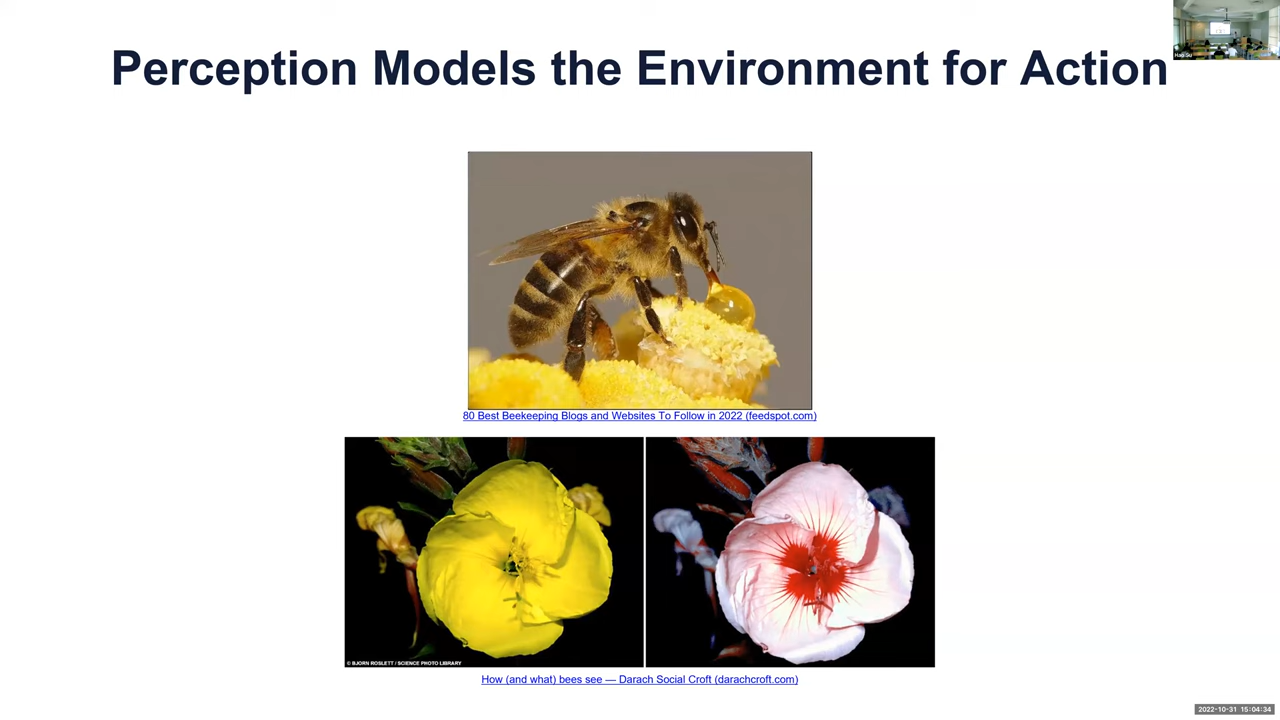 Perception Models the Environment for Action
Hao Su
80 Best Beekeeping Blogs and Websites To Follow in 2022 (feedspot.com)
© BJORN ROSLETT / SCIENCE PHOTO LIBRARY
How (and what) bees see — Darach Social Croft (darachcroft.com)
2022-10-31 15:04:34